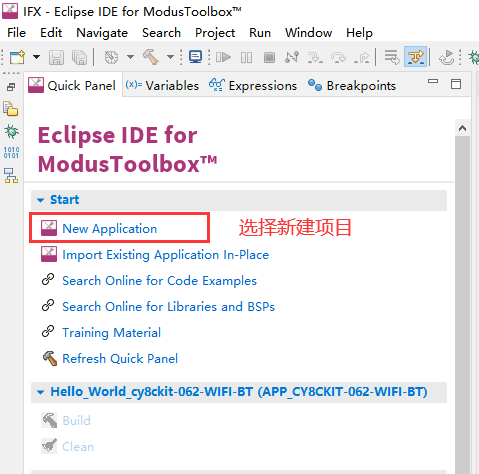 IFX - Eclipse IDE for ModusToolbox™
File Edit Navigate Search Project Run Window Help
Quick Panel (x)= Variables Expressions Breakpoints
Eclipse IDE for
ModusToolbox™
Start
New Application 选择新建项目
Import Existing Application In-Place
Search Online for Code Examples
Search Online for Libraries and BSPs
Training Material
Refresh Quick Panel
Hello_World_cy8ckit-062-WIFI-BT (APP_CY8CKIT-062-WIFI-BT)
Build
Clean